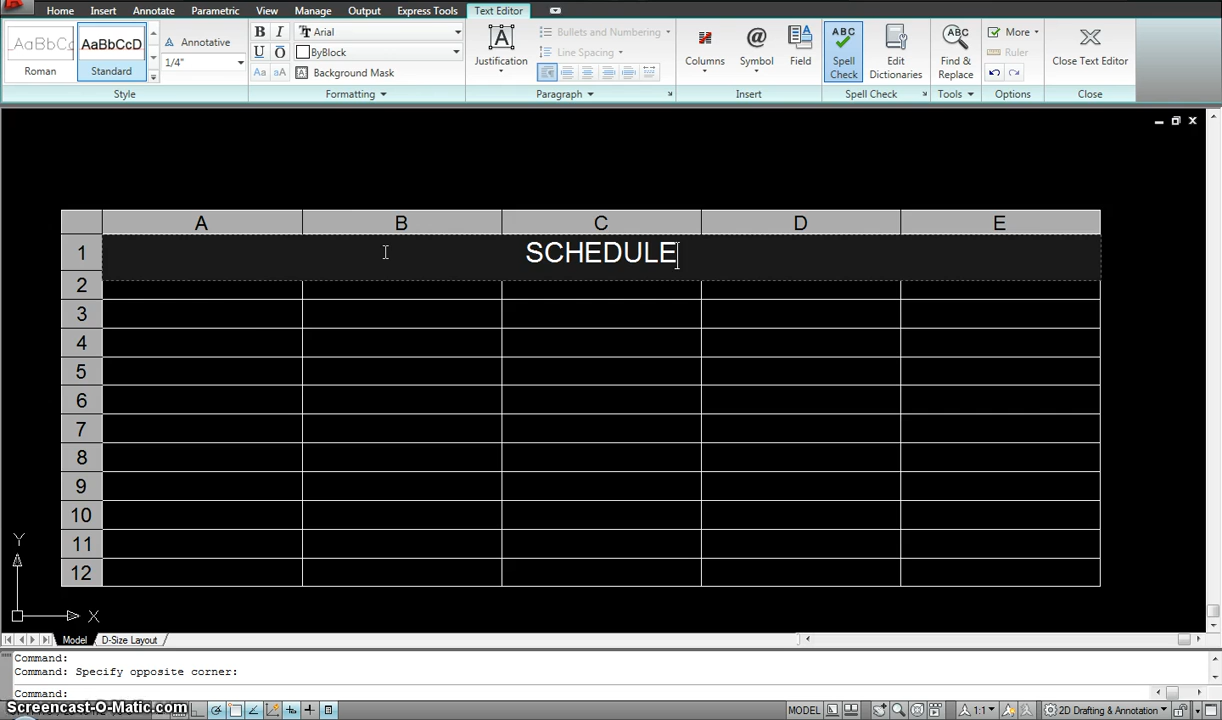 Home Insert Annotate Parametric View Manage Output Express Tools Text Editor
AaBbCc AaBbCcD Annotative B I Arial Bullets and Numbering ABC ABC More
U O ByBlock Line Spacing Ruler
Roman Standard 1/4" Aa aA Background Mask Justification Columns Symbol Field Spell Check Edit Dictionaries Find & Replace Close Text Editor
Style Formatting Paragraph Insert Spell Check Tools Options Close
A B C D E
1 SCHEDULE
2
3
4
5
6
7
8
9
10
11
12
Y
X
Model D-Size Layout
Command:
Command: Specify opposite corner:
Command:
Screencast-O-Matic.com MODEL 1:1 2D Drafting & Annotation